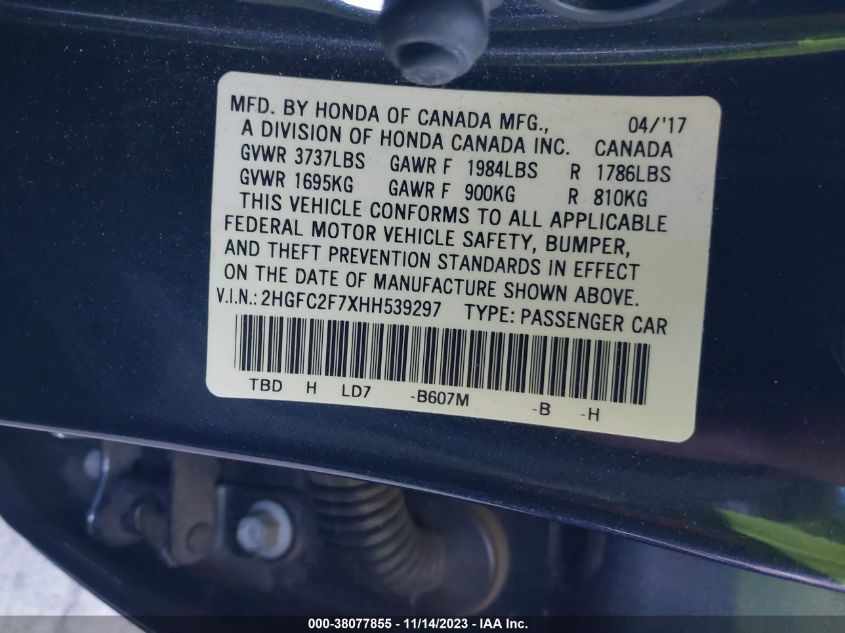 MFD. BY HONDA OF CANADA MFG., 04/'17
A DIVISION OF HONDA CANADA INC. CANADA
GVWR 3737LBS GAWR F 1984LBS R 1786LBS
GVWR 1695KG GAWR F 900KG R 810KG
THIS VEHICLE CONFORMS TO ALL APPLICABLE
FEDERAL MOTOR VEHICLE SAFETY, BUMPER,
AND THEFT PREVENTION STANDARDS IN EFFECT
ON THE DATE OF MANUFACTURE SHOWN ABOVE.
V.I.N.: 2HGFC2F7XHH539297 TYPE: PASSENGER CAR
TBD H LD7 -B607M -B -H
000-38077855 - 11/14/2023 - IAA Inc.